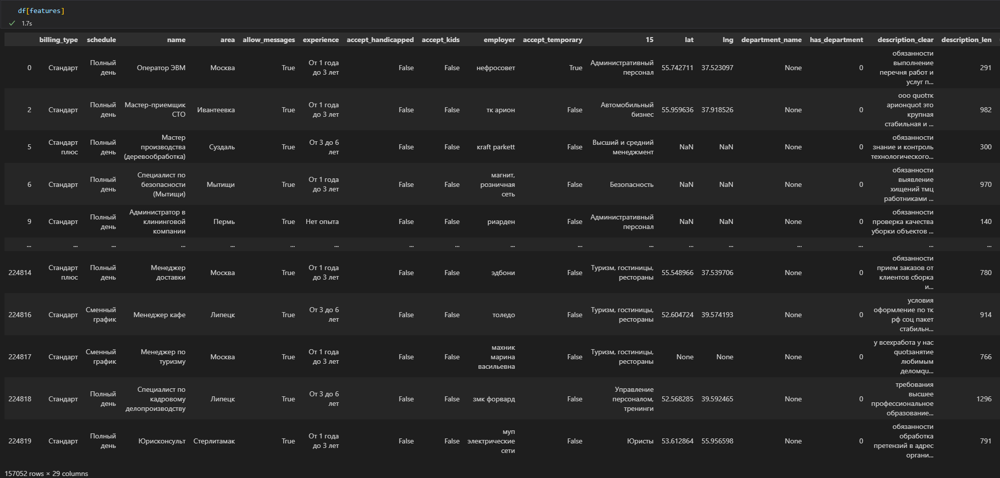 df[features]
1.7s
billing_type schedule name area allow_messages experience accept_handicapped accept_kids employer accept_temporary 15 lat lng department_name has_department description_clear description_len
0 Стандарт Полный день Оператор ЭВМ Москва True От 1 года до 3 лет False False нефросовет True Административный персонал 55.742711 37.523097 None 0 обязанности выполнение перечня работ и услуг п... 291
2 Стандарт Полный день Мастер-приемщик СТО Ивантеевка True От 1 года до 3 лет False False тк арион False Автомобильный бизнес 55.959636 37.918526 None 0 ооо quotтк арионquot это крупная стабильная и ... 982
5 Стандарт плюс Полный день Мастер производства (деревообработка) Суздаль True От 3 до 6 лет False False kraft parkett False Высший и средний менеджмент NaN NaN None 0 обязанности знание и контроль технологического... 300
6 Стандарт Полный день Специалист по безопасности (Мытищи) Мытищи True От 1 года до 3 лет False False магнит, розничная сеть False Безопасность NaN NaN None 0 обязанности выявление хищений тмц работниками ... 970
9 Стандарт Полный день Администратор в клининговой компании Пермь True Нет опыта False False риарден False Административный персонал NaN NaN None 0 обязанности проверка качества уборки объектов ... 140
... ... ... ... ... ... ... ... ... ... ... ... ... ... ... ... ... ...
224814 Стандарт плюс Полный день Менеджер доставки Москва True От 1 года до 3 лет False False эдбони False Туризм, гостиницы, рестораны 55.548966 37.539706 None 0 обязанности прием заказов от клиентов сборка и... 780
224816 Стандарт Сменный график Менеджер кафе Липецк True От 3 до 6 лет False False толедо False Туризм, гостиницы, рестораны 52.604724 39.574193 None 0 условия оформление по тк рф соц пакет стабильн... 914
224817 Стандарт Сменный график Менеджер по туризму Москва True От 1 года до 3 лет False False махник марина васильевна False Туризм, гостиницы, рестораны None None None 0 у всехработа у нас quotзанятие любимым деломqu... 766
224818 Стандарт Полный день Специалист по кадровому делопроизводству Липецк True От 3 до 6 лет False False змк форвард False Управление персоналом, тренинги 52.568285 39.592465 None 0 требования высшее профессиональное образование... 1296
224819 Стандарт Полный день Юрисконсульт Стерлитамак True От 1 года до 3 лет False False муп электрические сети False Юристы 53.612864 55.956598 None 0 обязанности обработка претензий в адрес органи... 791
157052 rows × 29 columns